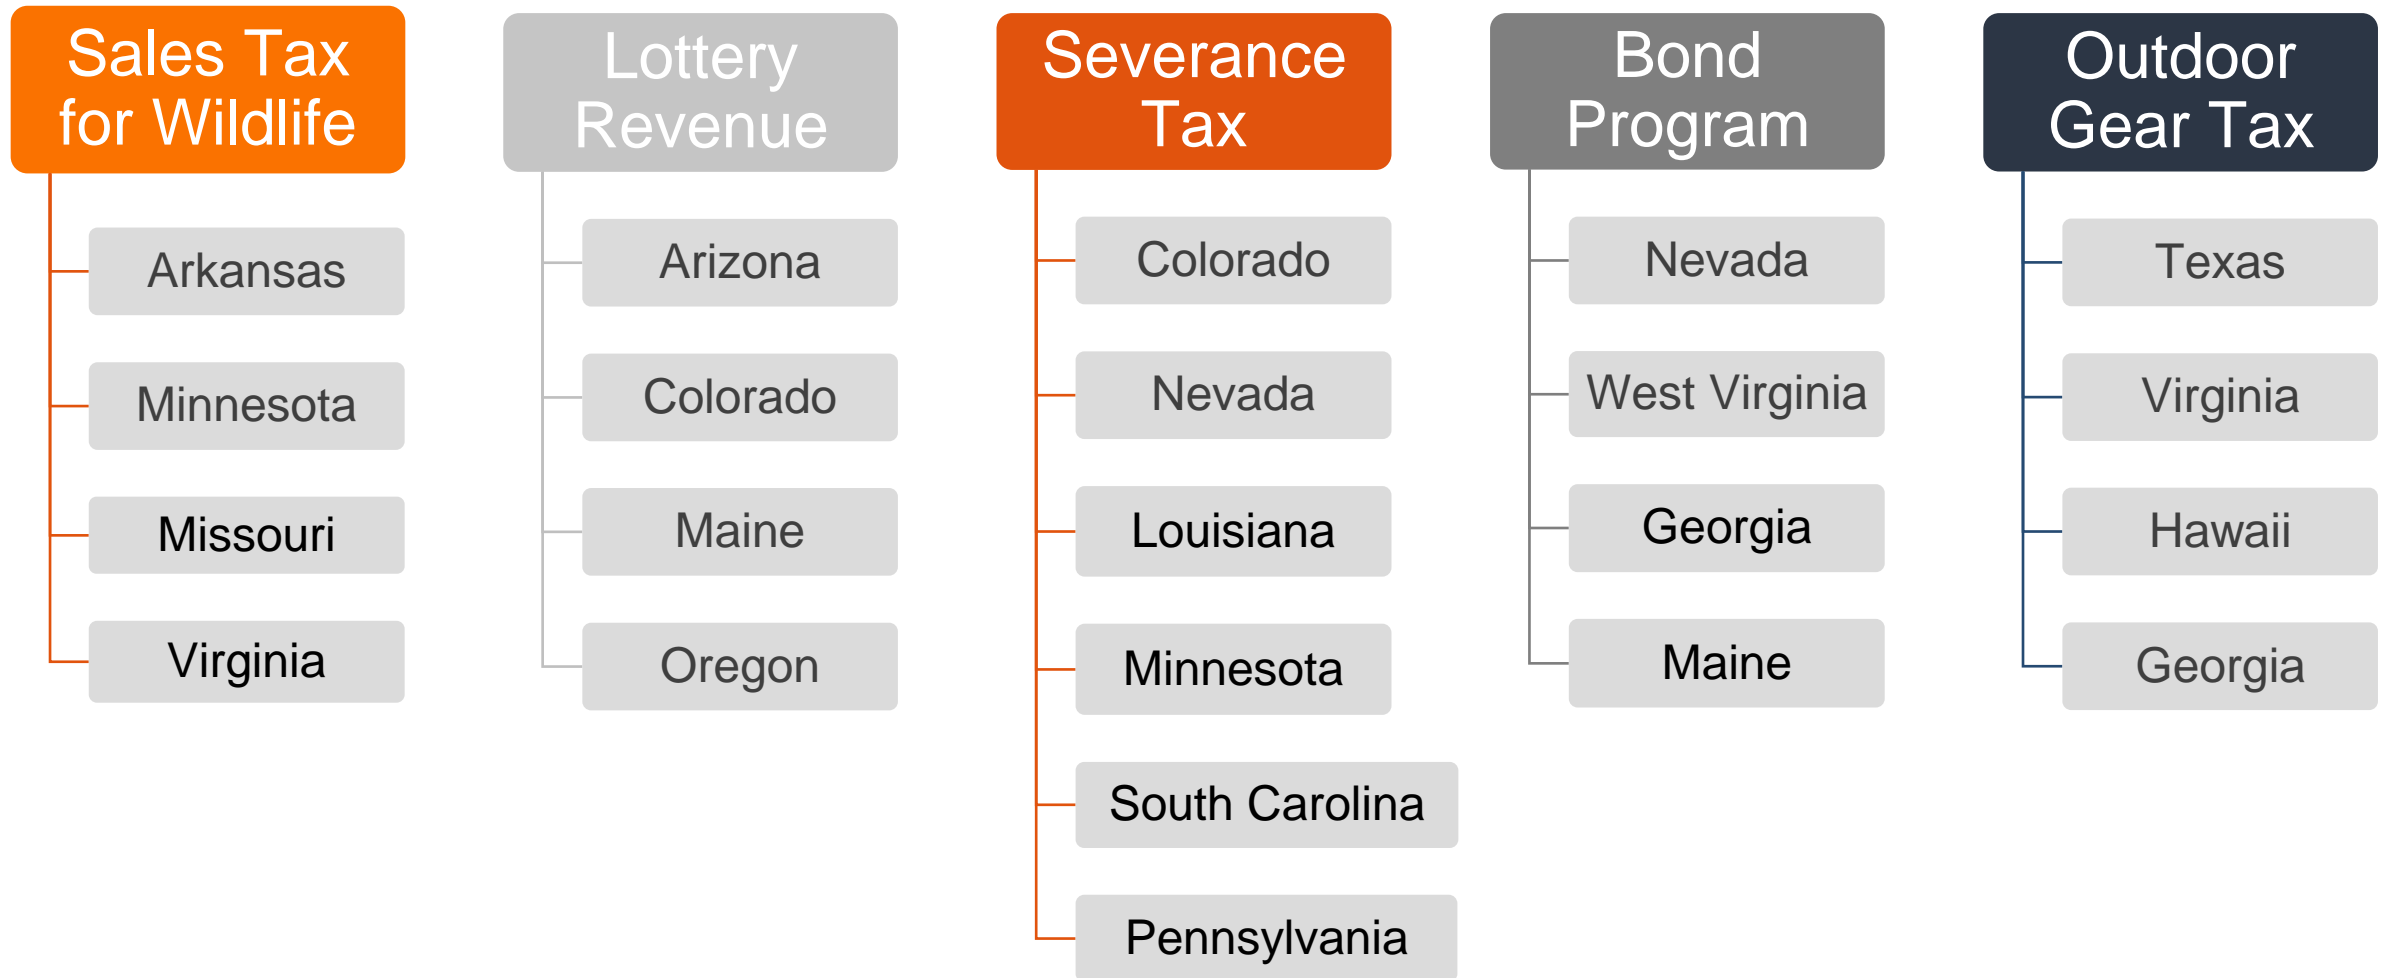 Sales Tax
for Wildlife
Arkansas
Minnesota
Missouri
Virginia
Lottery
Revenue
Arizona
Colorado
Maine
Oregon
Severance
Tax
Colorado
Nevada
Louisiana
Minnesota
South Carolina
Pennsylvania
Bond
Program
Nevada
West Virginia
Georgia
Maine
Outdoor
Gear Tax
Texas
Virginia
Hawaii
Georgia